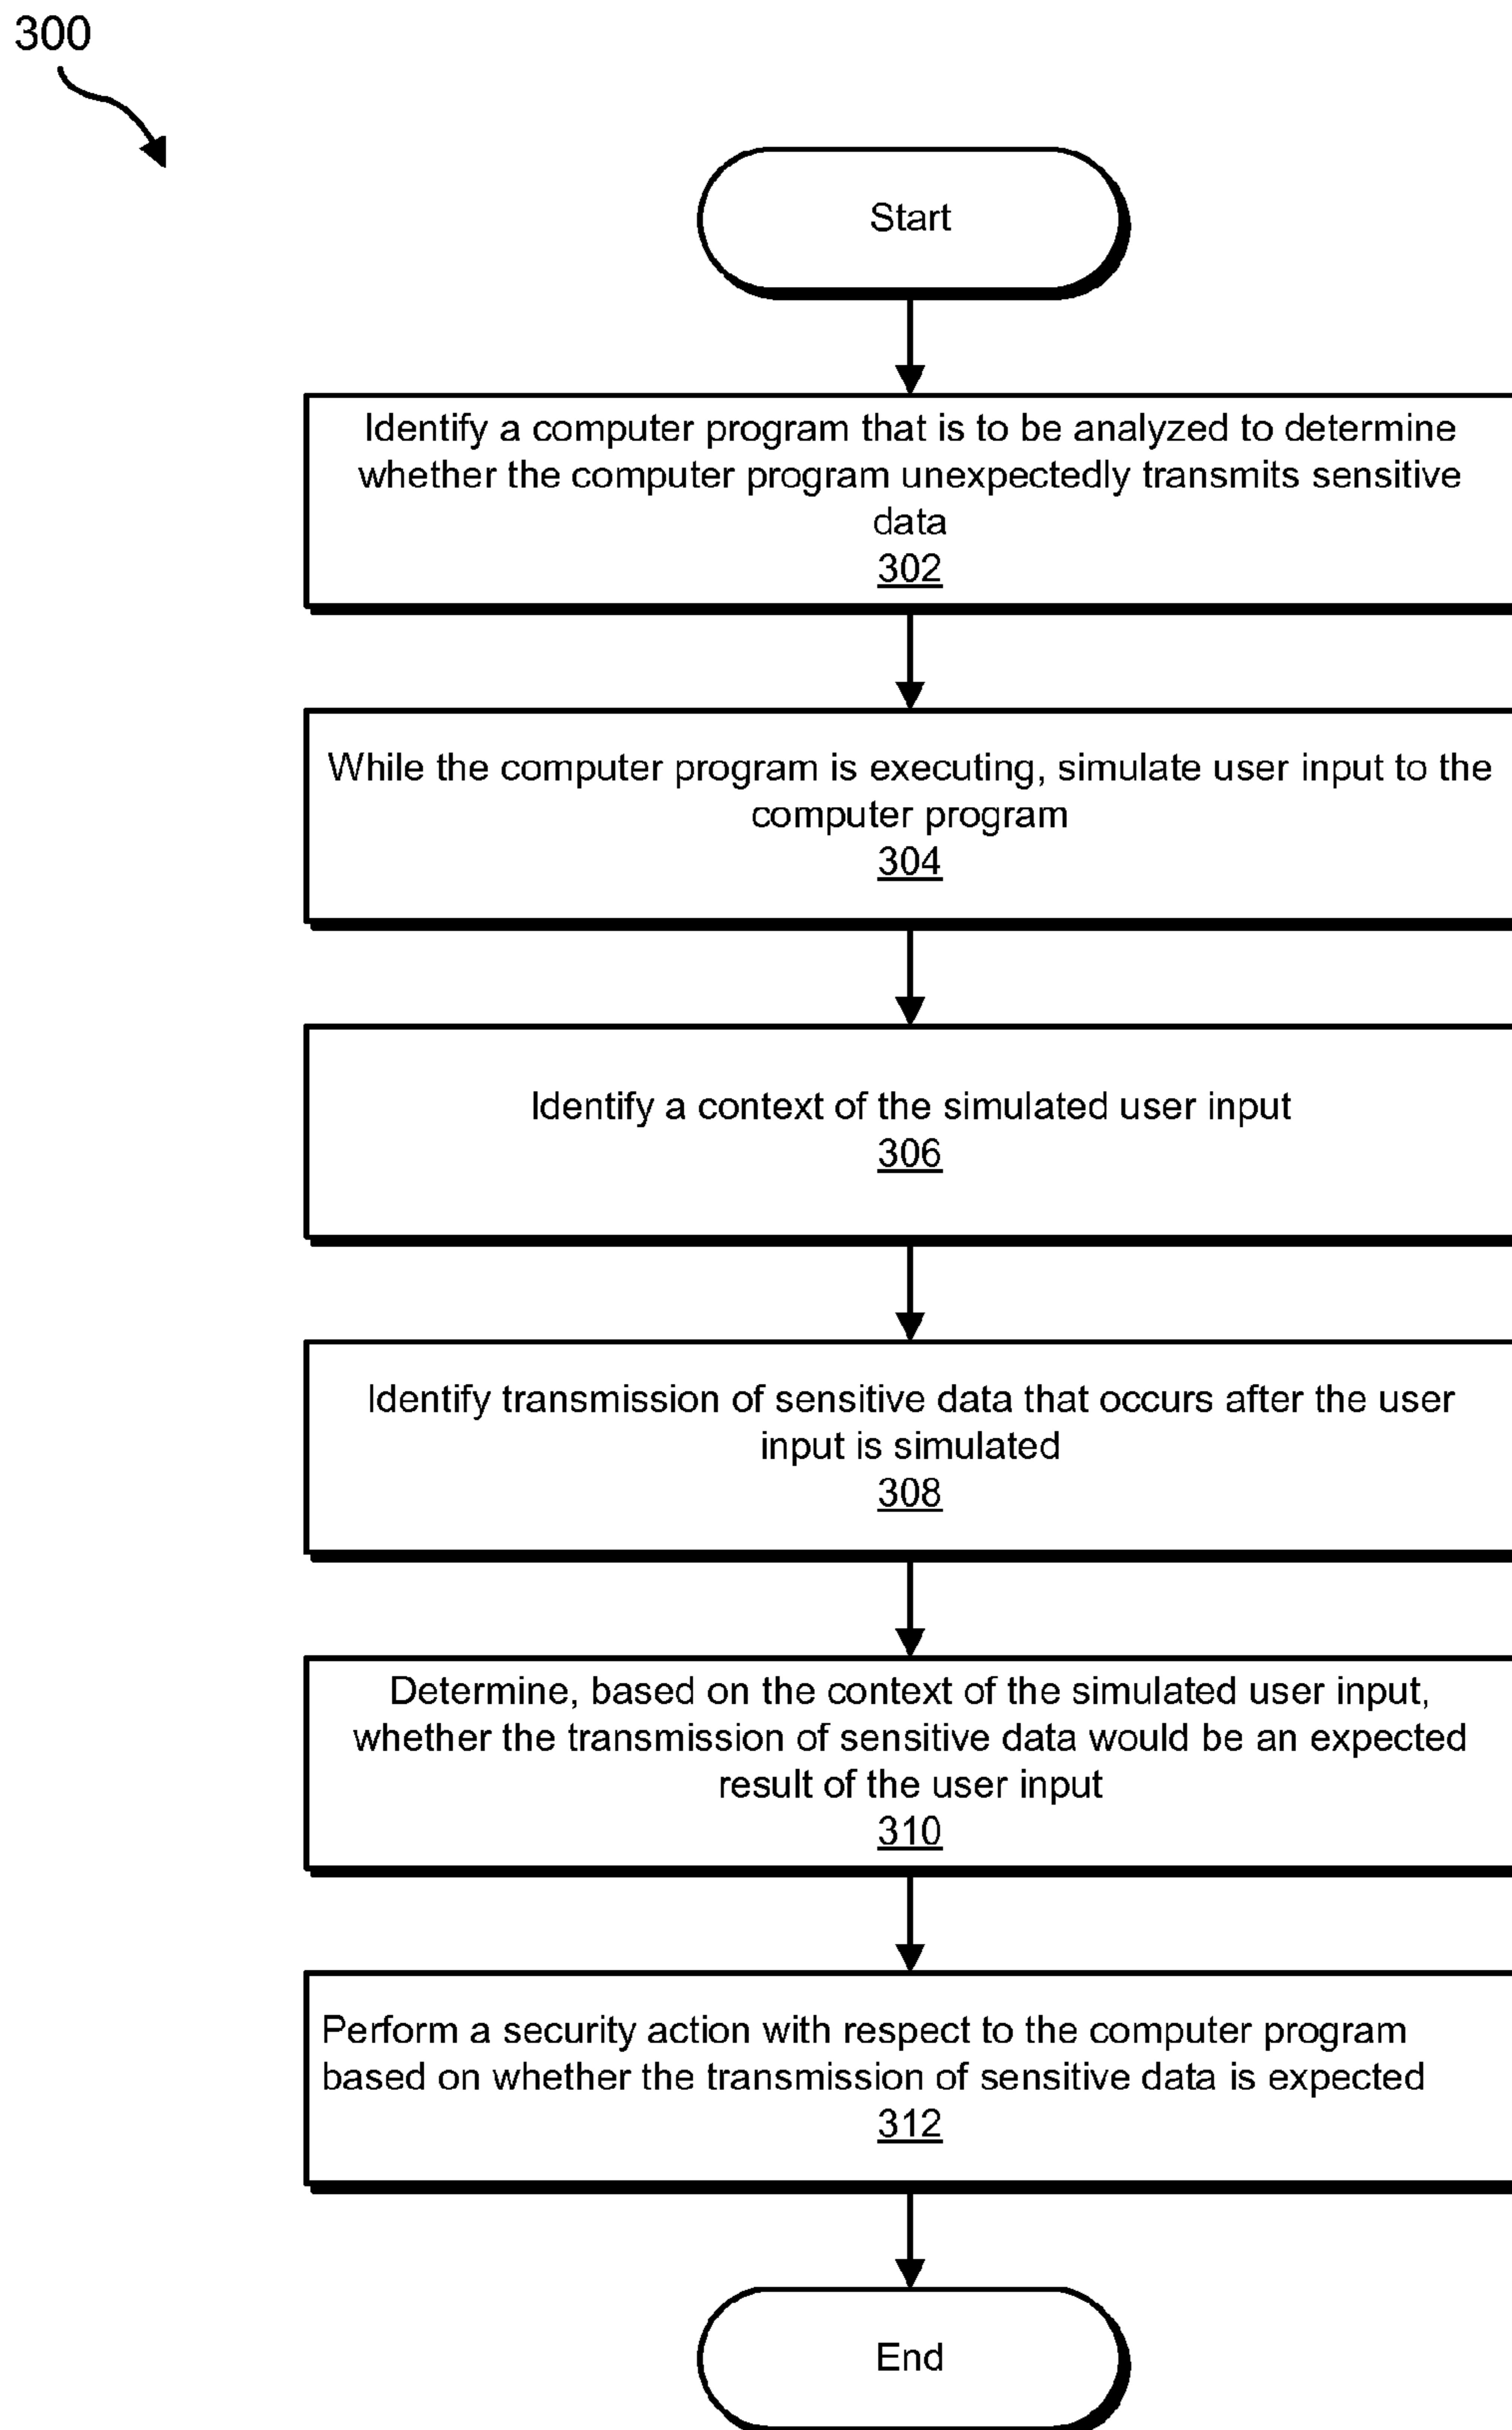 300
Start
Identify a computer program that is to be analyzed to determine
whether the computer program unexpectedly transmits sensitive
data
302
While the computer program is executing, simulate user input to the
computer program
304
Identify a context of the simulated user input
306
Identify transmission of sensitive data that occurs after the user
input is simulated
308
Determine, based on the context of the simulated user input,
whether the transmission of sensitive data would be an expected
result of the user input
310
Perform a security action with respect to the computer program
based on whether the transmission of sensitive data is expected
312
End